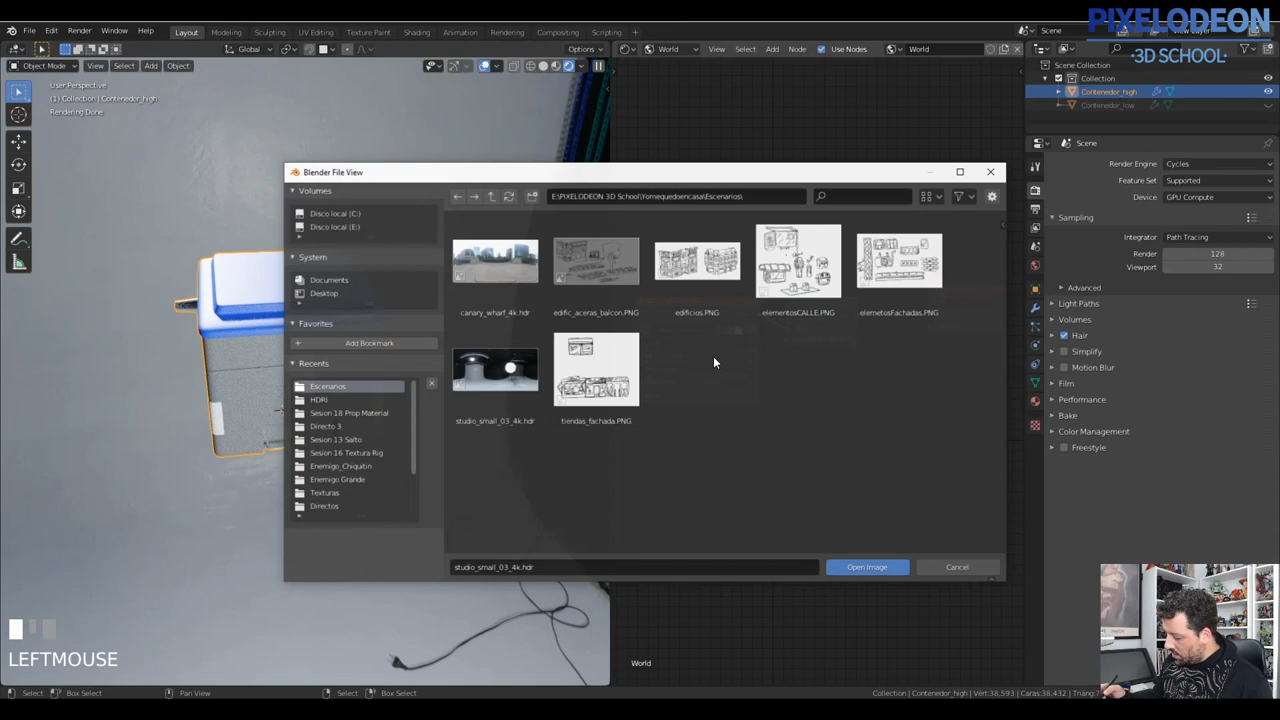 File Edit Render Window Help Layout Modeling Sculpting UV Editing Texture Paint Shading Animation Rendering Compositing Scripting +
Scene
PIXELODEON
·3D SCHOOL·
Global
Options
World
View Select Add Node Use Nodes
World
Object Mode View Select Add Object
Scene Collection
Collection
Contenedor_high
Contenedor_low
User Perspective
(1) Collection | Contenedor_high
Rendering Done
Scene
Render Engine Cycles
Feature Set Supported
Device GPU Compute
Sampling
Integrator Path Tracing
Render 128
Viewport 32
Advanced
Light Paths
Volumes
Hair
Simplify
Motion Blur
Film
Performance
Bake
Color Management
Freestyle
Blender File View
Volumes
Disco local (C:)
Disco local (E:)
System
Documents
Desktop
Favorites
Add Bookmark
Recents
Escenarios
HDRI
Sesion 18 Prop Material
Directo 3
Sesion 13 Salto
Sesion 16 Textura Rig
Enemigo_Chiquitin
Enemigo Grande
Texturas
Directos
E:\PIXELODEON 3D School\Yomequedoencasa\Escenarios\
canary_wharf_4k.hdr
edific_aceras_balcon.PNG
edificios.PNG
elementosCALLE.PNG
elemetosFachadas.PNG
studio_small_03_4k.hdr
tiendas_fachada.PNG
studio_small_03_4k.hdr
Open Image
Cancel
LEFTMOUSE
World
Select Box Select Pan View Select Box Select
Collection | Contenedor_high | Vért:38,593 | Caras:38,432 | Triáng:7